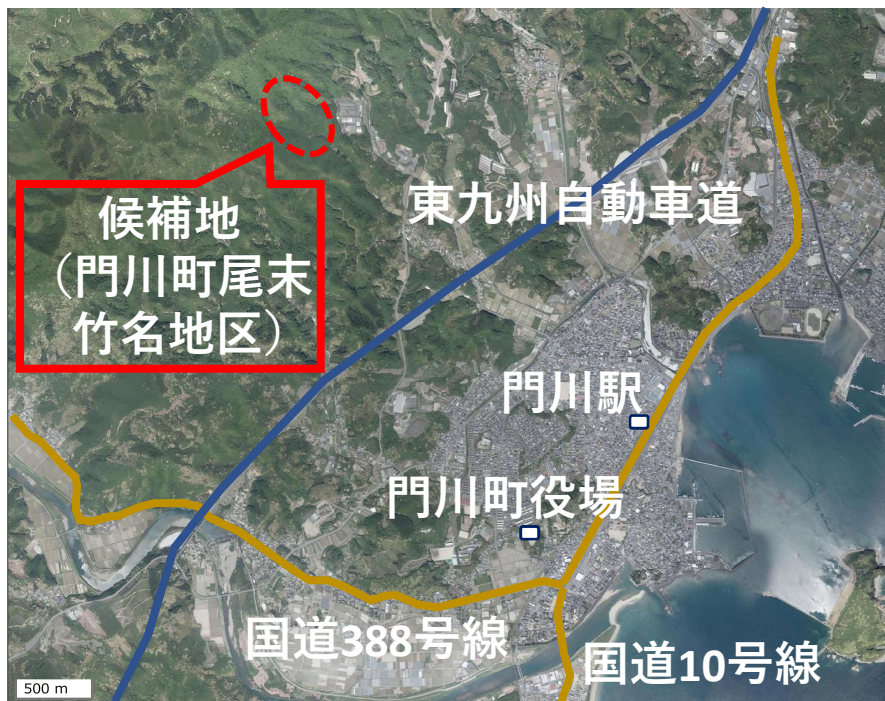 東九州自動車道
候補地
（門川町尾末
竹名地区）
門川駅
門川町役場
国道388号線
国道10号線
500 m